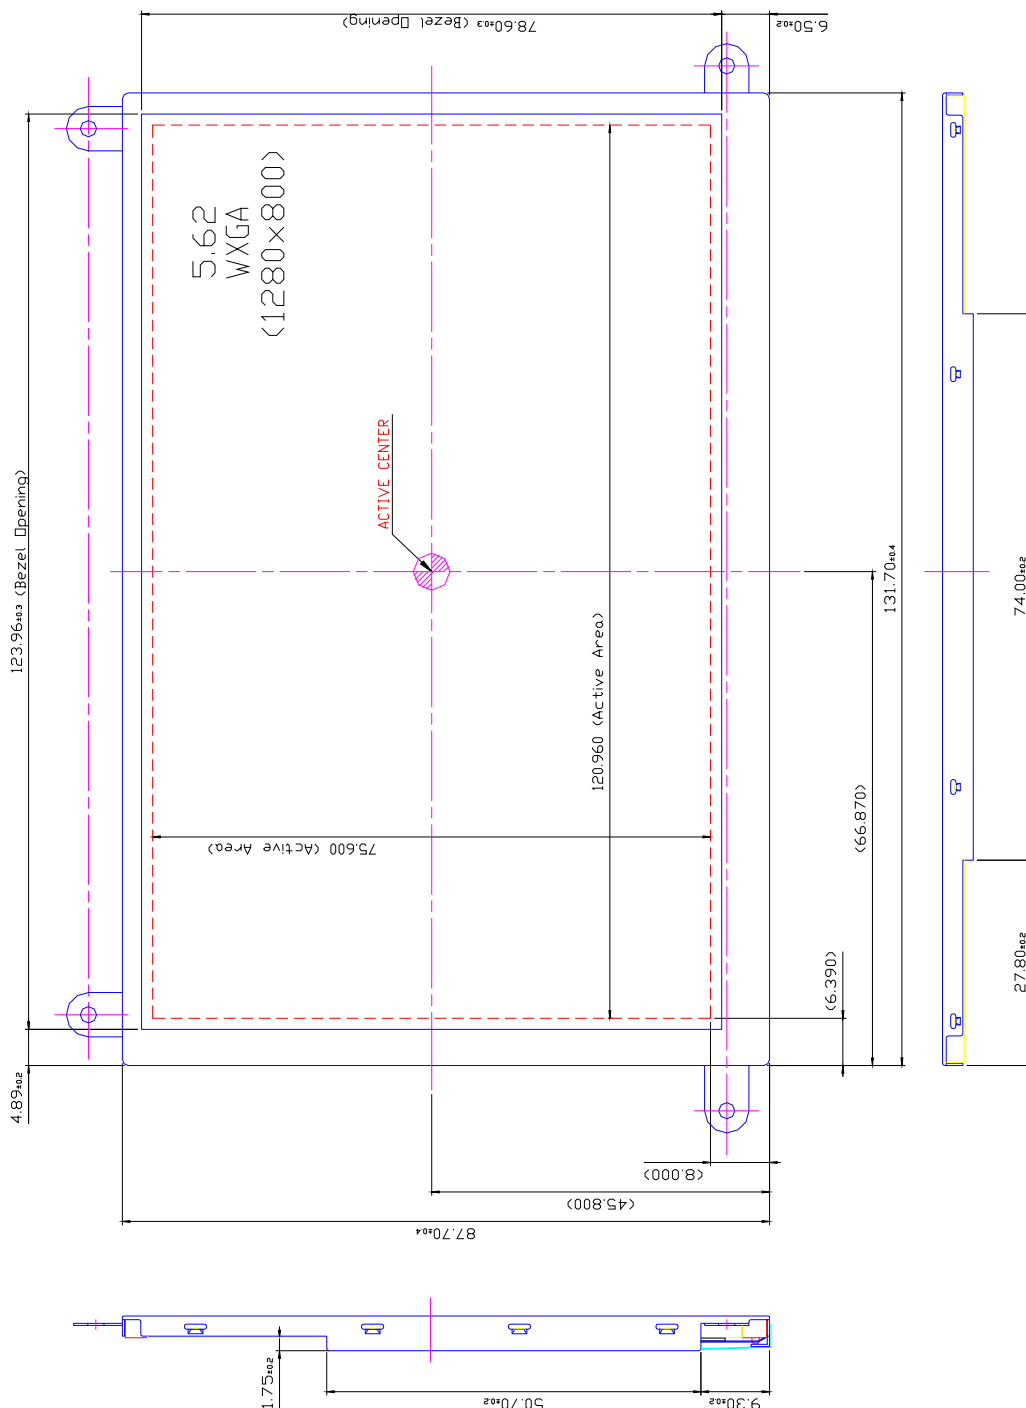 78.60±0.3 (Bezel Opening)
6.50±0.2
5.62
WXGA
(1280x800)
ACTIVE CENTER
123.96±0.3 (Bezel Opening)
120.960 (Active Area)
131.70±0.4
74.00±0.2
75.600 (Active Area)
(66.870)
(6.390)
27.80±0.2
4.89±0.2
(8.000)
(45.800)
87.70±0.4
1.75±0.2
50.70±0.2
9.30±0.2